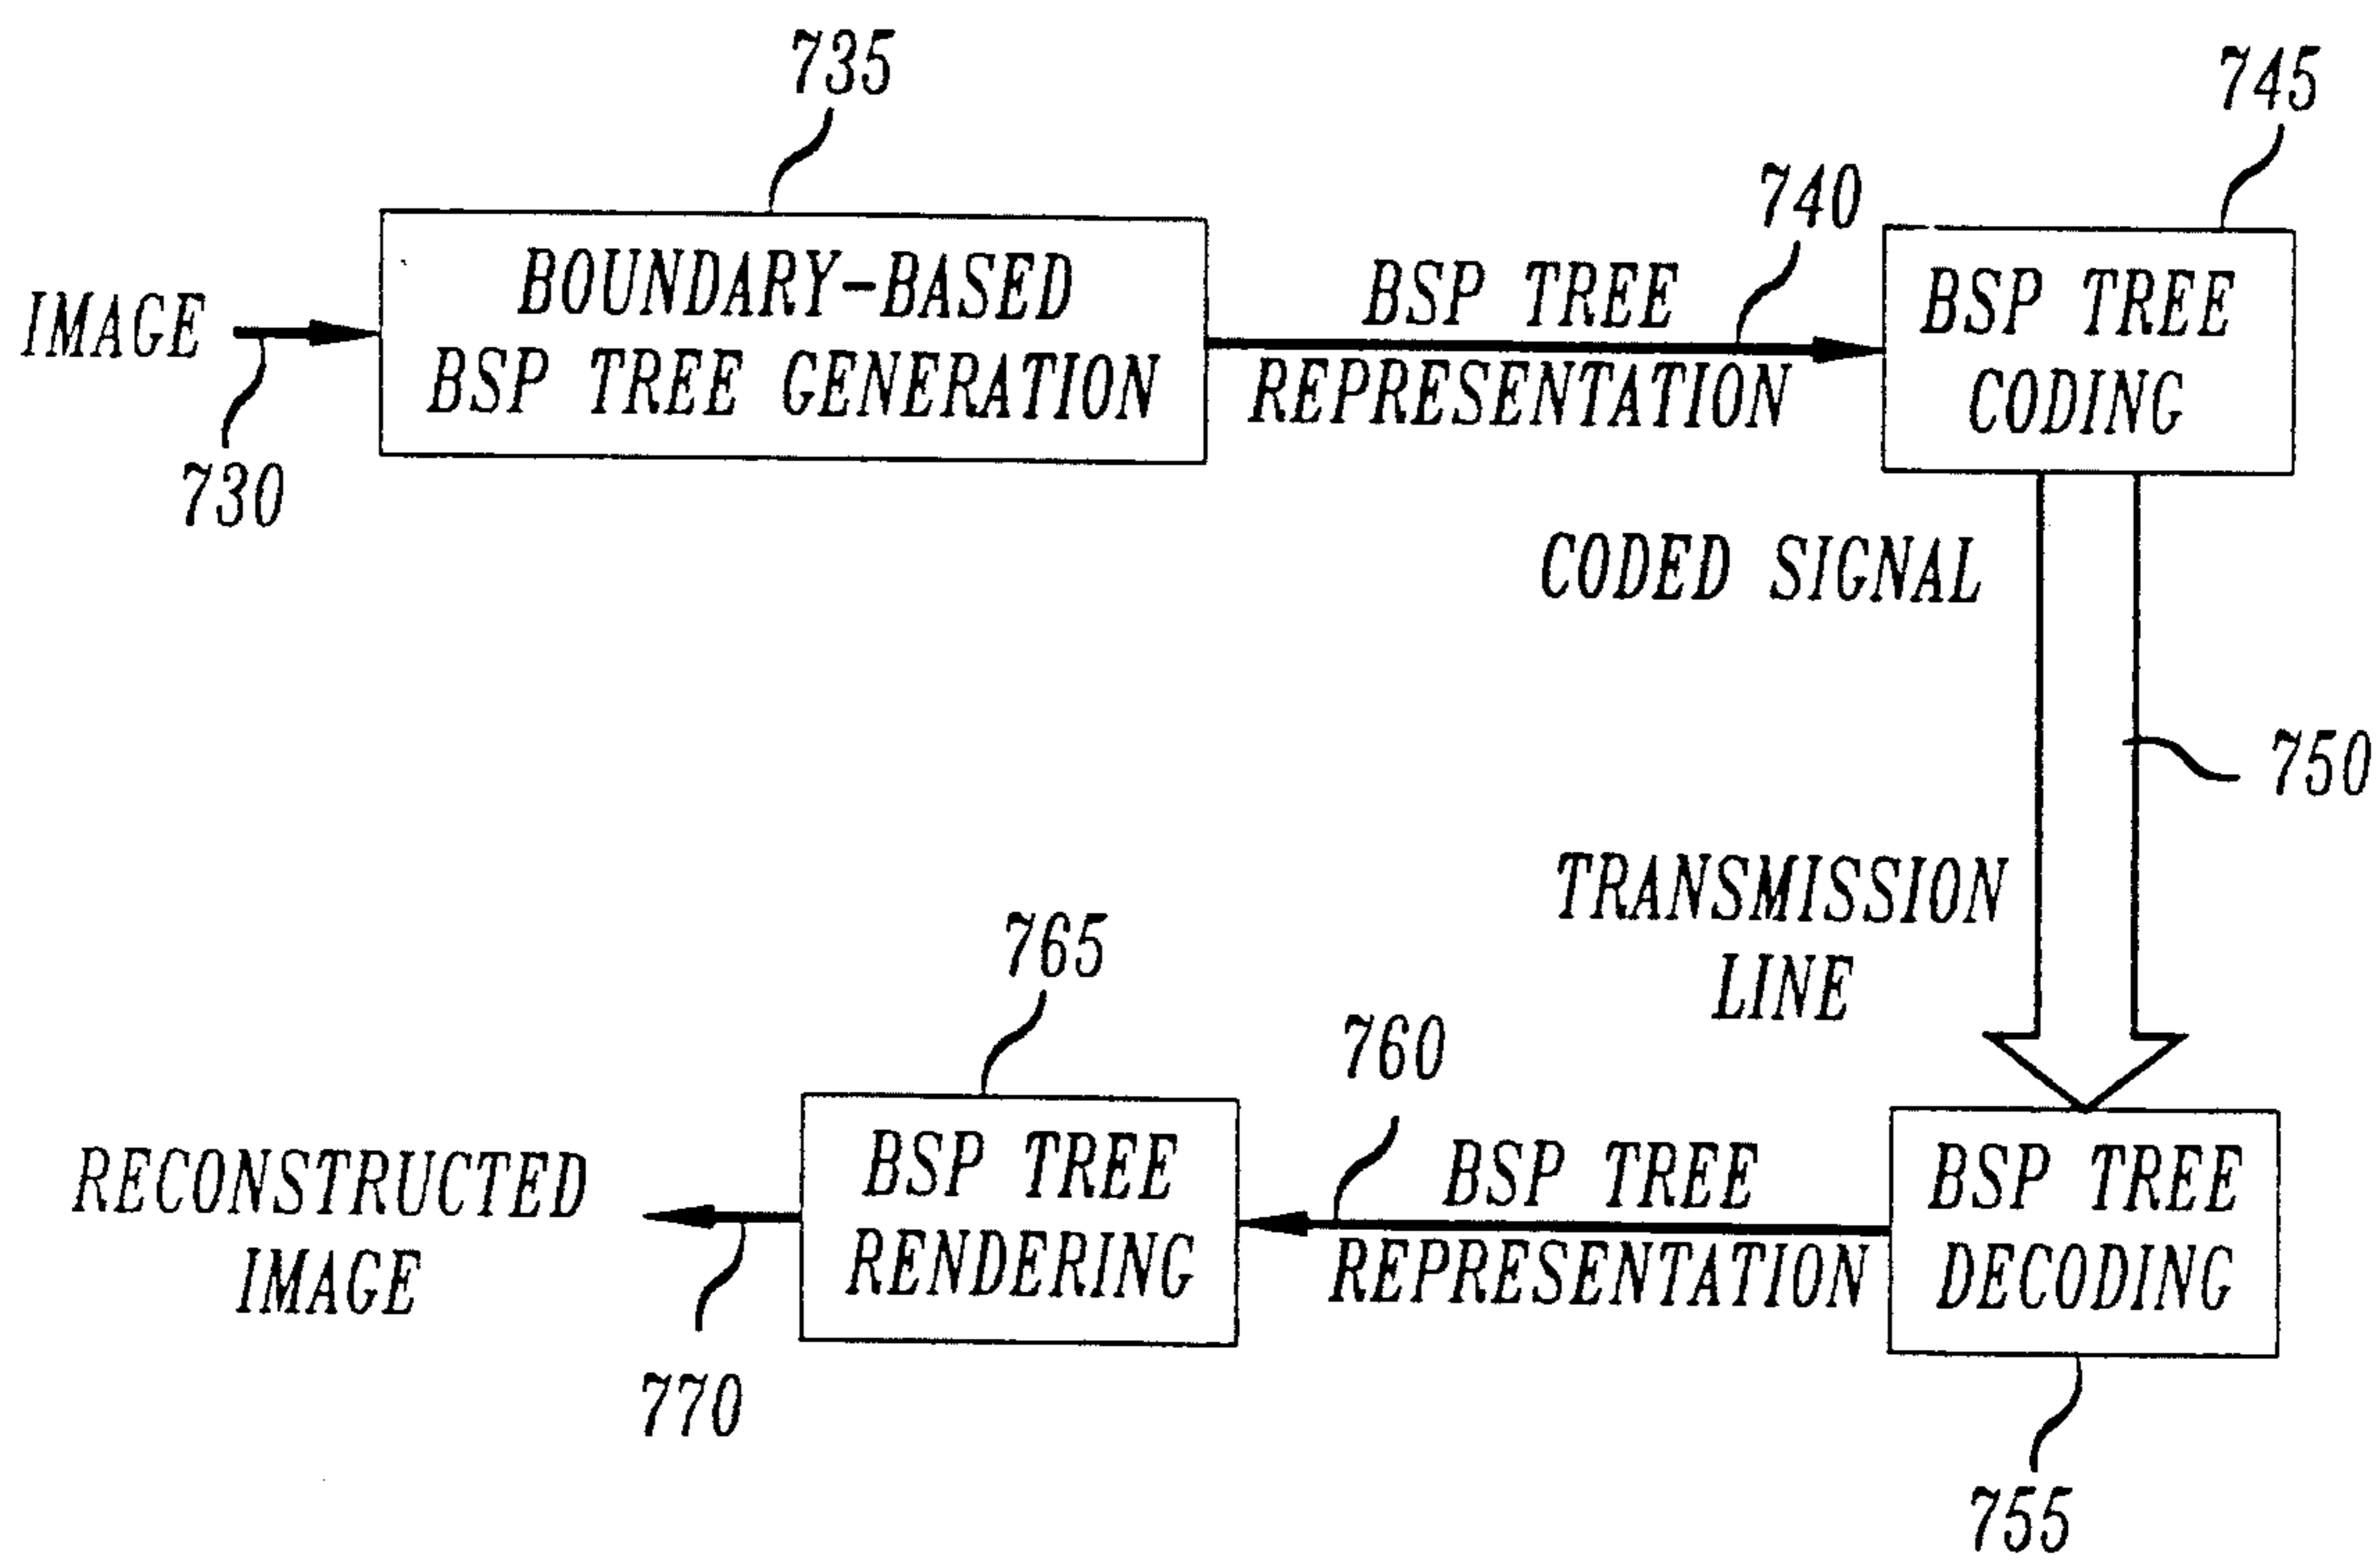 735
745
740
IMAGE
BOUNDARY-BASED
BSP TREE GENERATION
BSP TREE
REPRESENTATION
BSP TREE
CODING
730
CODED SIGNAL
750
TRANSMISSION
LINE
765
760
RECONSTRUCTED
IMAGE
BSP TREE
RENDERING
BSP TREE
REPRESENTATION
BSP TREE
DECODING
770
755